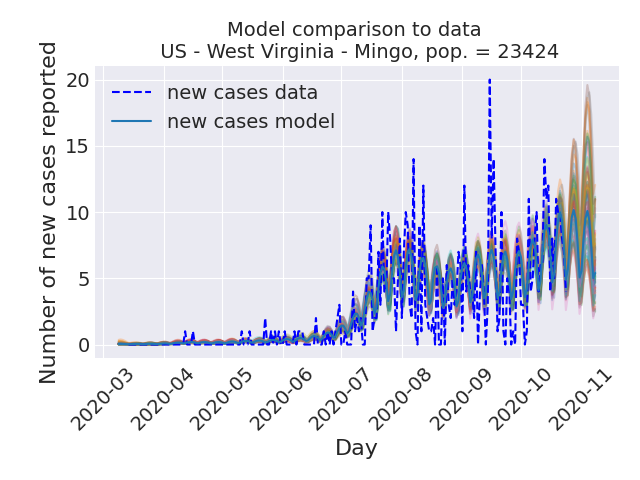 Model comparison to data
US - West Virginia - Mingo, pop. = 23424
Number of new cases reported
20
15
10
5
0
new cases data
new cases model
2020-03
2020-04
2020-05
2020-06
2020-07
2020-08
2020-09
2020-10
2020-11
Day